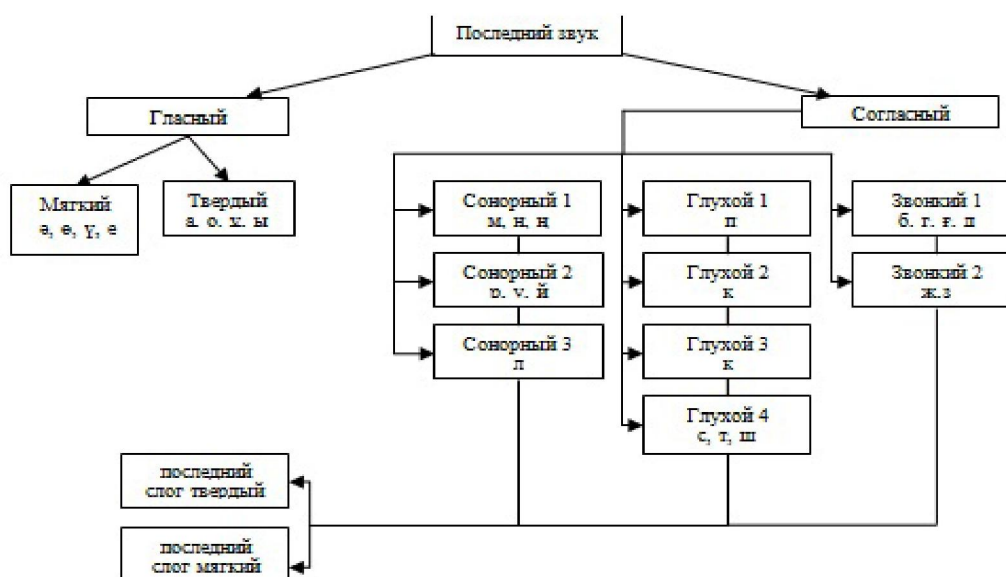 Последний звук
Гласный
Согласный
Мягкий
ә, ө, ү, е
Твердый
а. о. ұ. ы
Сонорный 1
м, н, ң
Глухой 1
п
Звонкий 1
б. г. ғ. д
Сонорный 2
р. у. й
Глухой 2
к
Звонкий 2
ж.з
Сонорный 3
л
Глухой 3
к
Глухой 4
с, т, ш
последний
слог твердый
последний
слог мягкий